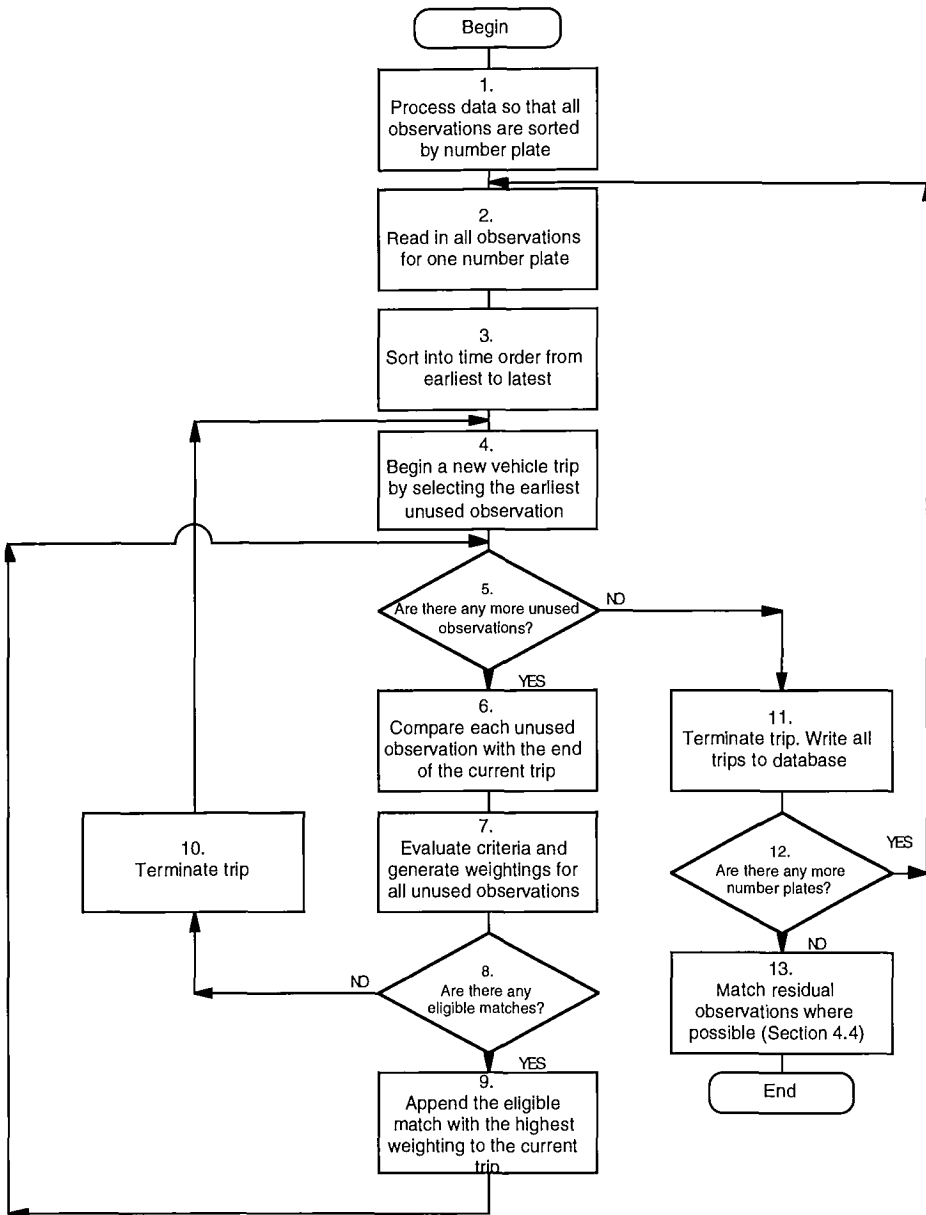 Begin
1.
Process data so that all
observations are sorted
by number plate
2.
Read in all observations
for one number plate
3.
Sort into time order from
earliest to latest
4.
Begin a new vehicle trip
by selecting the earliest
unused observation
5.
Are there any more unused
observations?
NO
YES
6.
Compare each unused
observation with the end
of the current trip
7.
Evaluate criteria and
generate weightings for
all unused observations
8.
Are there any
eligible matches?
NO
YES
9.
Append the eligible
match with the highest
weighting to the current
trip
10.
Terminate trip
11.
Terminate trip. Write all
trips to database
12.
Are there any more
number plates?
YES
NO
13.
Match residual
observations where
possible (Section 4.4)
End